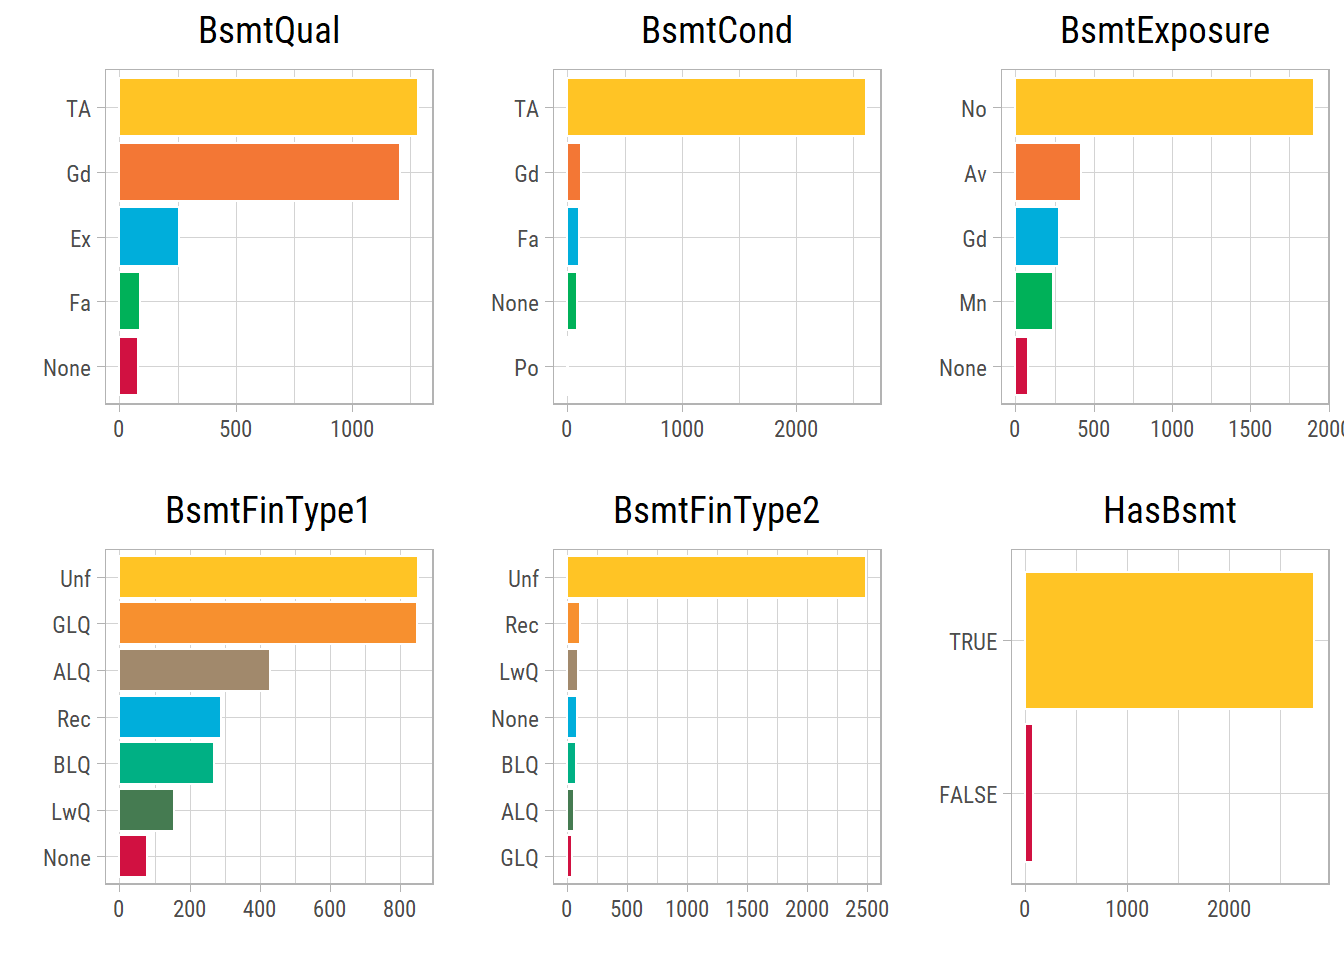 BsmtQual
TA
Gd
Ex
Fa
None
0 500 1000
BsmtCond
TA
Gd
Fa
None
Po
0 1000 2000
BsmtExposure
No
Av
Gd
Mn
None
0 500 1000 1500 2000
BsmtFinType1
Unf
GLQ
ALQ
Rec
BLQ
LwQ
None
0 200 400 600 800
BsmtFinType2
Unf
Rec
LwQ
None
BLQ
ALQ
GLQ
0 500 1000 1500 2000 2500
HasBsmt
TRUE
FALSE
0 1000 2000